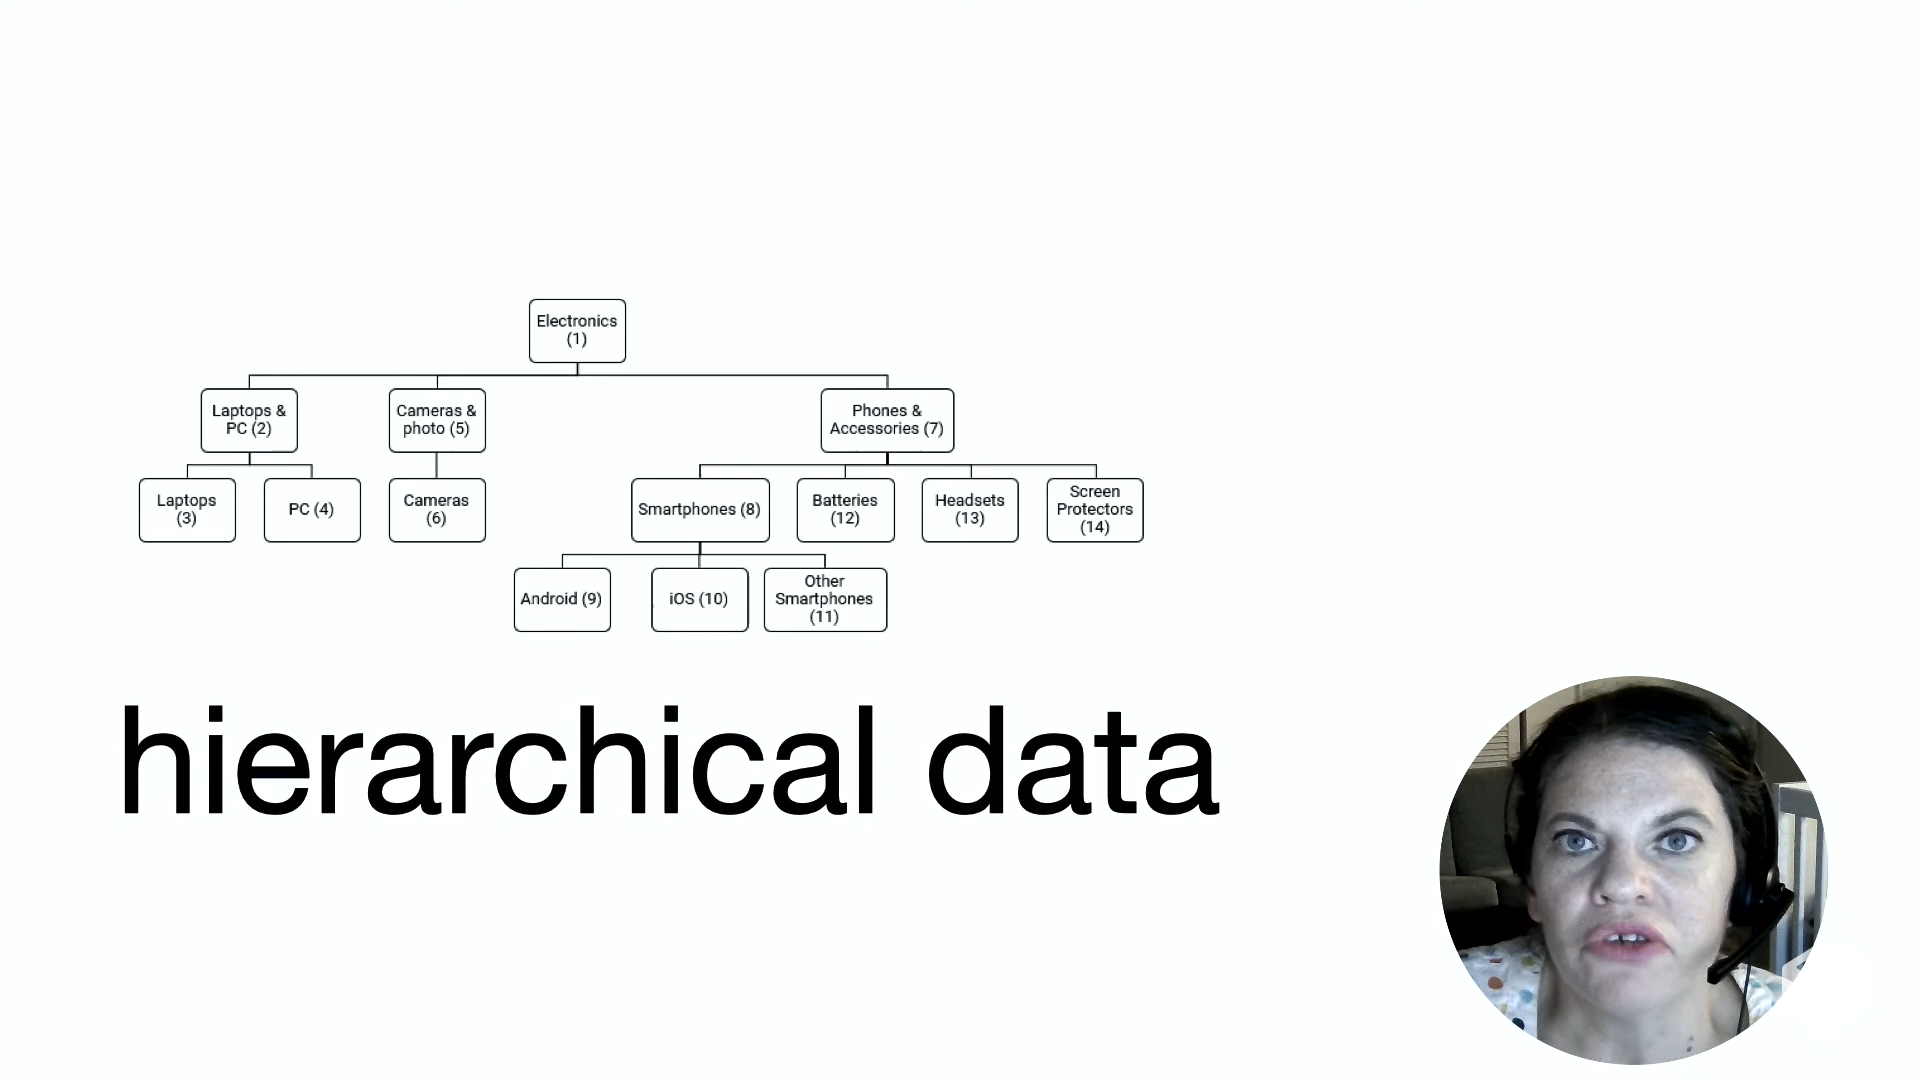 Electronics
(1)
Laptops &
PC (2)
Cameras &
photo (5)
Phones &
Accessories (7)
Laptops
(3)
PC (4)
Cameras
(6)
Smartphones (8)
Batteries
(12)
Headsets
(13)
Screen
Protectors
(14)
Android (9)
iOS (10)
Other
Smartphones
(11)
hierarchical data